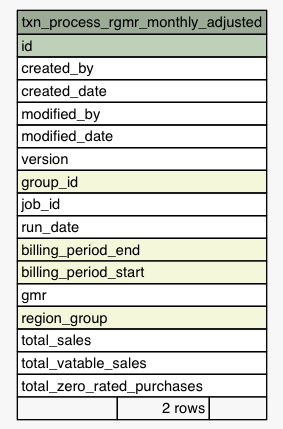 txn_process_rgmr_monthly_adjusted
id
created_by
created_date
modified_by
modified_date
version
group_id
job_id
run_date
billing_period_end
billing_period_start
gmr
region_group
total_sales
total_vatable_sales
total_zero_rated_purchases
2 rows